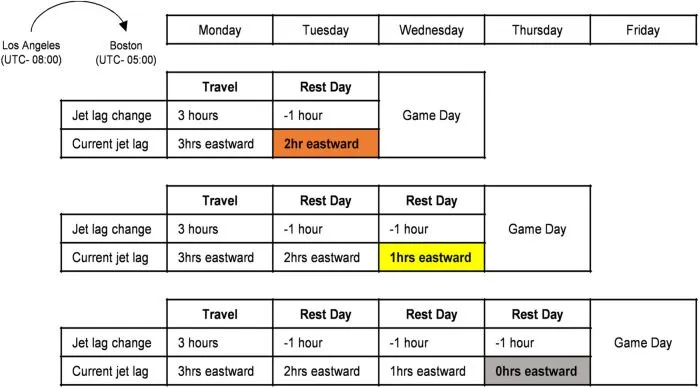 Los Angeles Boston
(UTC- 08:00) (UTC- 05:00)
Monday Tuesday Wednesday Thursday Friday
Travel Rest Day
Jet lag change 3 hours -1 hour Game Day
Current jet lag 3hrs eastward 2hr eastward
Travel Rest Day Rest Day
Jet lag change 3 hours -1 hour -1 hour Game Day
Current jet lag 3hrs eastward 2hrs eastward 1hrs eastward
Travel Rest Day Rest Day Rest Day
Jet lag change 3 hours -1 hour -1 hour -1 hour Game Day
Current jet lag 3hrs eastward 2hrs eastward 1hrs eastward 0hrs eastward